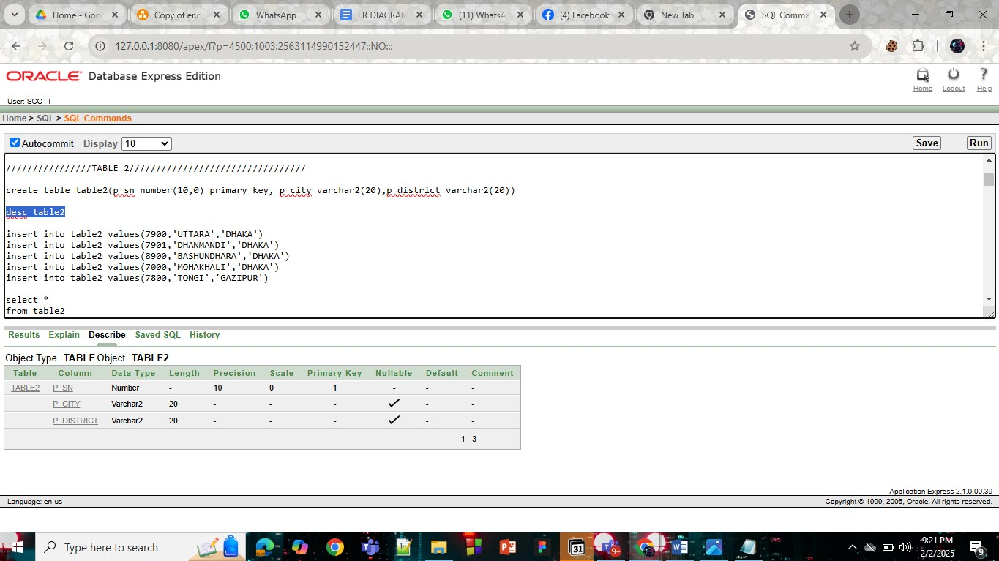 Home - Goo
Copy of er.d
WhatsApp
ER DIAGRAM
(11) WhatsA
(4) Facebook
New Tab
SQL Comma
127.0.0.1:8080/apex/f?p=4500:1003:2563114990152447::NO:::
ORACLE Database Express Edition
Home Logout Help
User: SCOTT
Home > SQL > SQL Commands
Autocommit Display 10 Save Run
////////////////TABLE 2/////////////////////////////////
create table table2(p_sn number(10,0) primary key, p_city varchar2(20),p_district varchar2(20))
desc table2
insert into table2 values(7900,'UTTARA','DHAKA')
insert into table2 values(7901,'DHANMANDI','DHAKA')
insert into table2 values(8900,'BASHUNDHARA','DHAKA')
insert into table2 values(7000,'MOHAKHALI','DHAKA')
insert into table2 values(7800,'TONGI','GAZIPUR')
select *
from table2
Results Explain Describe Saved SQL History
Object Type TABLE Object TABLE2
Table Column Data Type Length Precision Scale Primary Key Nullable Default Comment
TABLE2 P_SN Number - 10 0 1 - - -
P_CITY Varchar2 20 - - - - -
P_DISTRICT Varchar2 20 - - - - -
1 - 3
Application Express 2.1.0.00.39
Language: en-us
Copyright © 1999, 2006, Oracle. All rights reserved.
Type here to search
31
9+
9:21 PM
2/2/2025
9